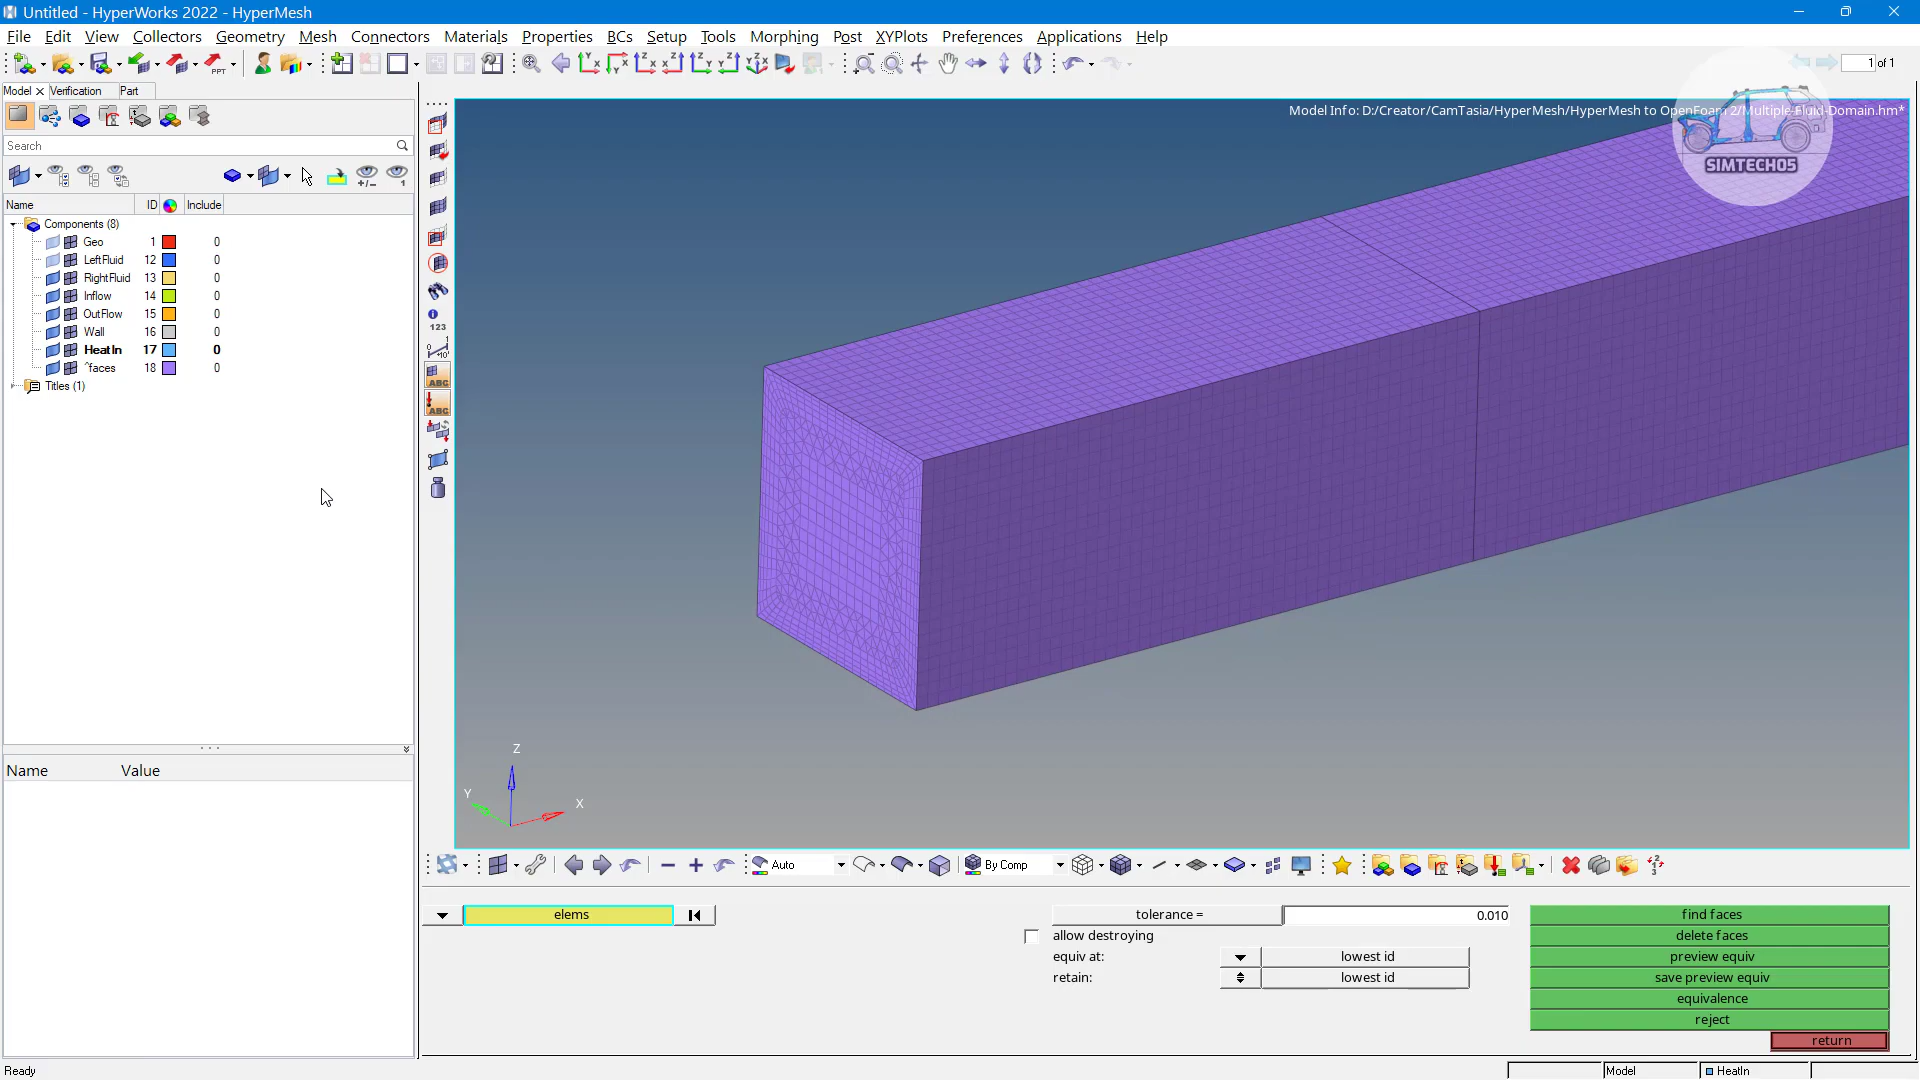 Untitled - HyperWorks 2022 - HyperMesh
File Edit View Collectors Geometry Mesh Connectors Materials Properties BCs Setup Tools Morphing Post XYPlots Preferences Applications Help
1 of 1
Model Verification Part
Model Info: D:/Creator/CamTasia/HyperMesh/HyperMesh to OpenFoam 2/Multiple-Fluid-Domain.hm*
SIMTECH05
Search
Name ID Include
Components (8)
Geo 1 0
LeftFluid 12 0
RightFluid 13 0
Inflow 14 0
OutFlow 15 0
Wall 16 0
HeatIn 17 0
^faces 18 0
Titles (1)
123
ABC
ABC
Name Value
Z
Y
X
Auto
By Comp
elems
tolerance = 0.010
allow destroying
equiv at: lowest id
retain: lowest id
find faces
delete faces
preview equiv
save preview equiv
equivalence
reject
return
Ready
Model
HeatIn